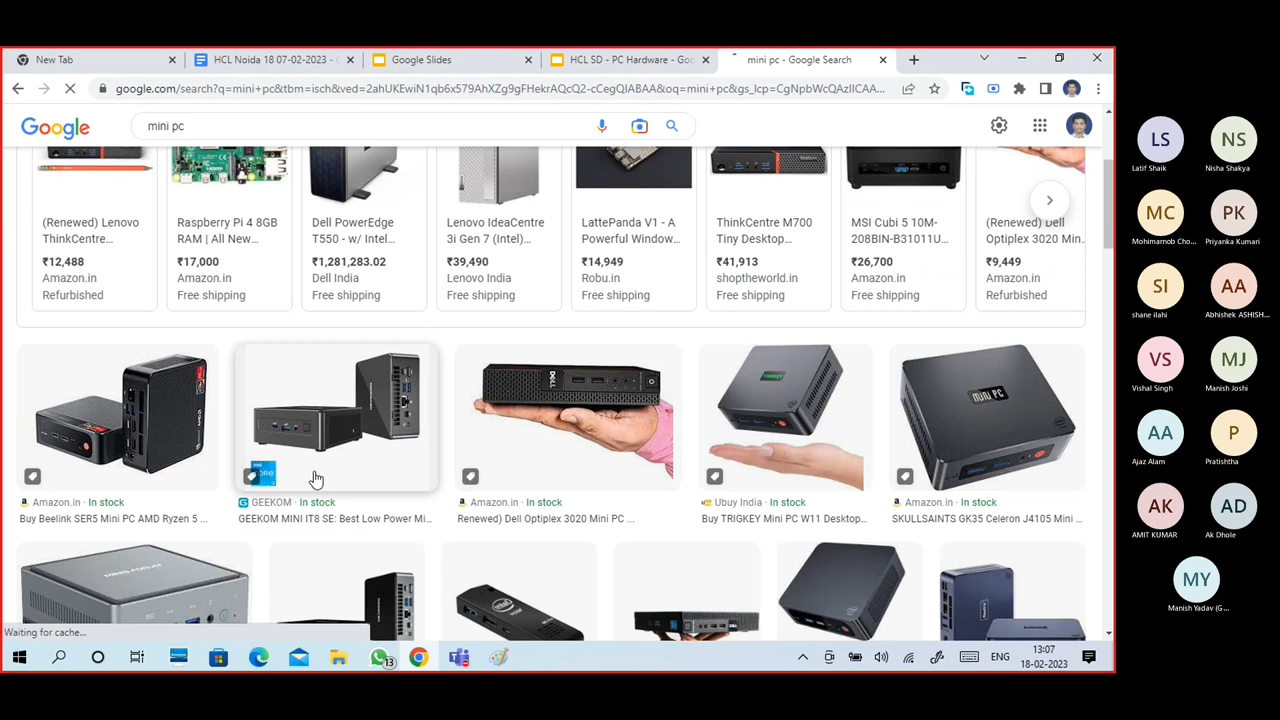 New Tab
HCL Noida 18 07-02-2023 -
Google Slides
HCL SD - PC Hardware - Goo
mini pc - Google Search
google.com/search?q=mini+pc&tbm=isch&ved=2ahUKEwiN1qb6x579AhXZg9gFHekrAQcQ2-cCegQIABAA&oq=mini+pc&gs_lcp=CgNpbWcQAzIICAA...
Google
mini pc
(Renewed) Lenovo
ThinkCentre...
₹12,488
Amazon.in
Refurbished
Raspberry Pi 4 8GB
RAM | All New...
₹17,000
Amazon.in
Free shipping
Dell PowerEdge
T550 - w/ Intel...
₹1,281,283.02
Dell India
Free shipping
Lenovo IdeaCentre
3i Gen 7 (Intel)...
₹39,490
Lenovo India
Free shipping
LattePanda V1 - A
Powerful Window...
₹14,949
Robu.in
Free shipping
ThinkCentre M700
Tiny Desktop...
₹41,913
shoptheworld.in
Free shipping
MSI Cubi 5 10M-
208BIN-B31011U...
₹26,700
Amazon.in
Free shipping
(Renewed) Dell
Optiplex 3020 Min...
₹9,449
Amazon.in
Refurbished
DELL
MINI PC
Amazon.in · In stock
Buy Beelink SER5 Mini PC AMD Ryzen 5 ...
GEEKOM · In stock
GEEKOM MINI IT8 SE: Best Low Power Mi...
Amazon.in · In stock
Renewed) Dell Optiplex 3020 Mini PC ...
Ubuy India · In stock
Buy TRIGKEY Mini PC W11 Desktop...
Amazon.in · In stock
SKULLSAINTS GK35 Celeron J4105 Mini ...
Waiting for cache...
13
ENG
13:07
18-02-2023
LS
Latif Shaik
NS
Nisha Shakya
MC
Mohimarnob Cho...
PK
Priyanka Kumari
SI
shane ilahi
AA
Abhishek ASHISH...
VS
Vishal Singh
MJ
Manish Joshi
AA
Ajaz Alam
P
Pratishtha
AK
AMIT KUMAR
AD
Ak Dhole
MY
Manish Yadav (G...